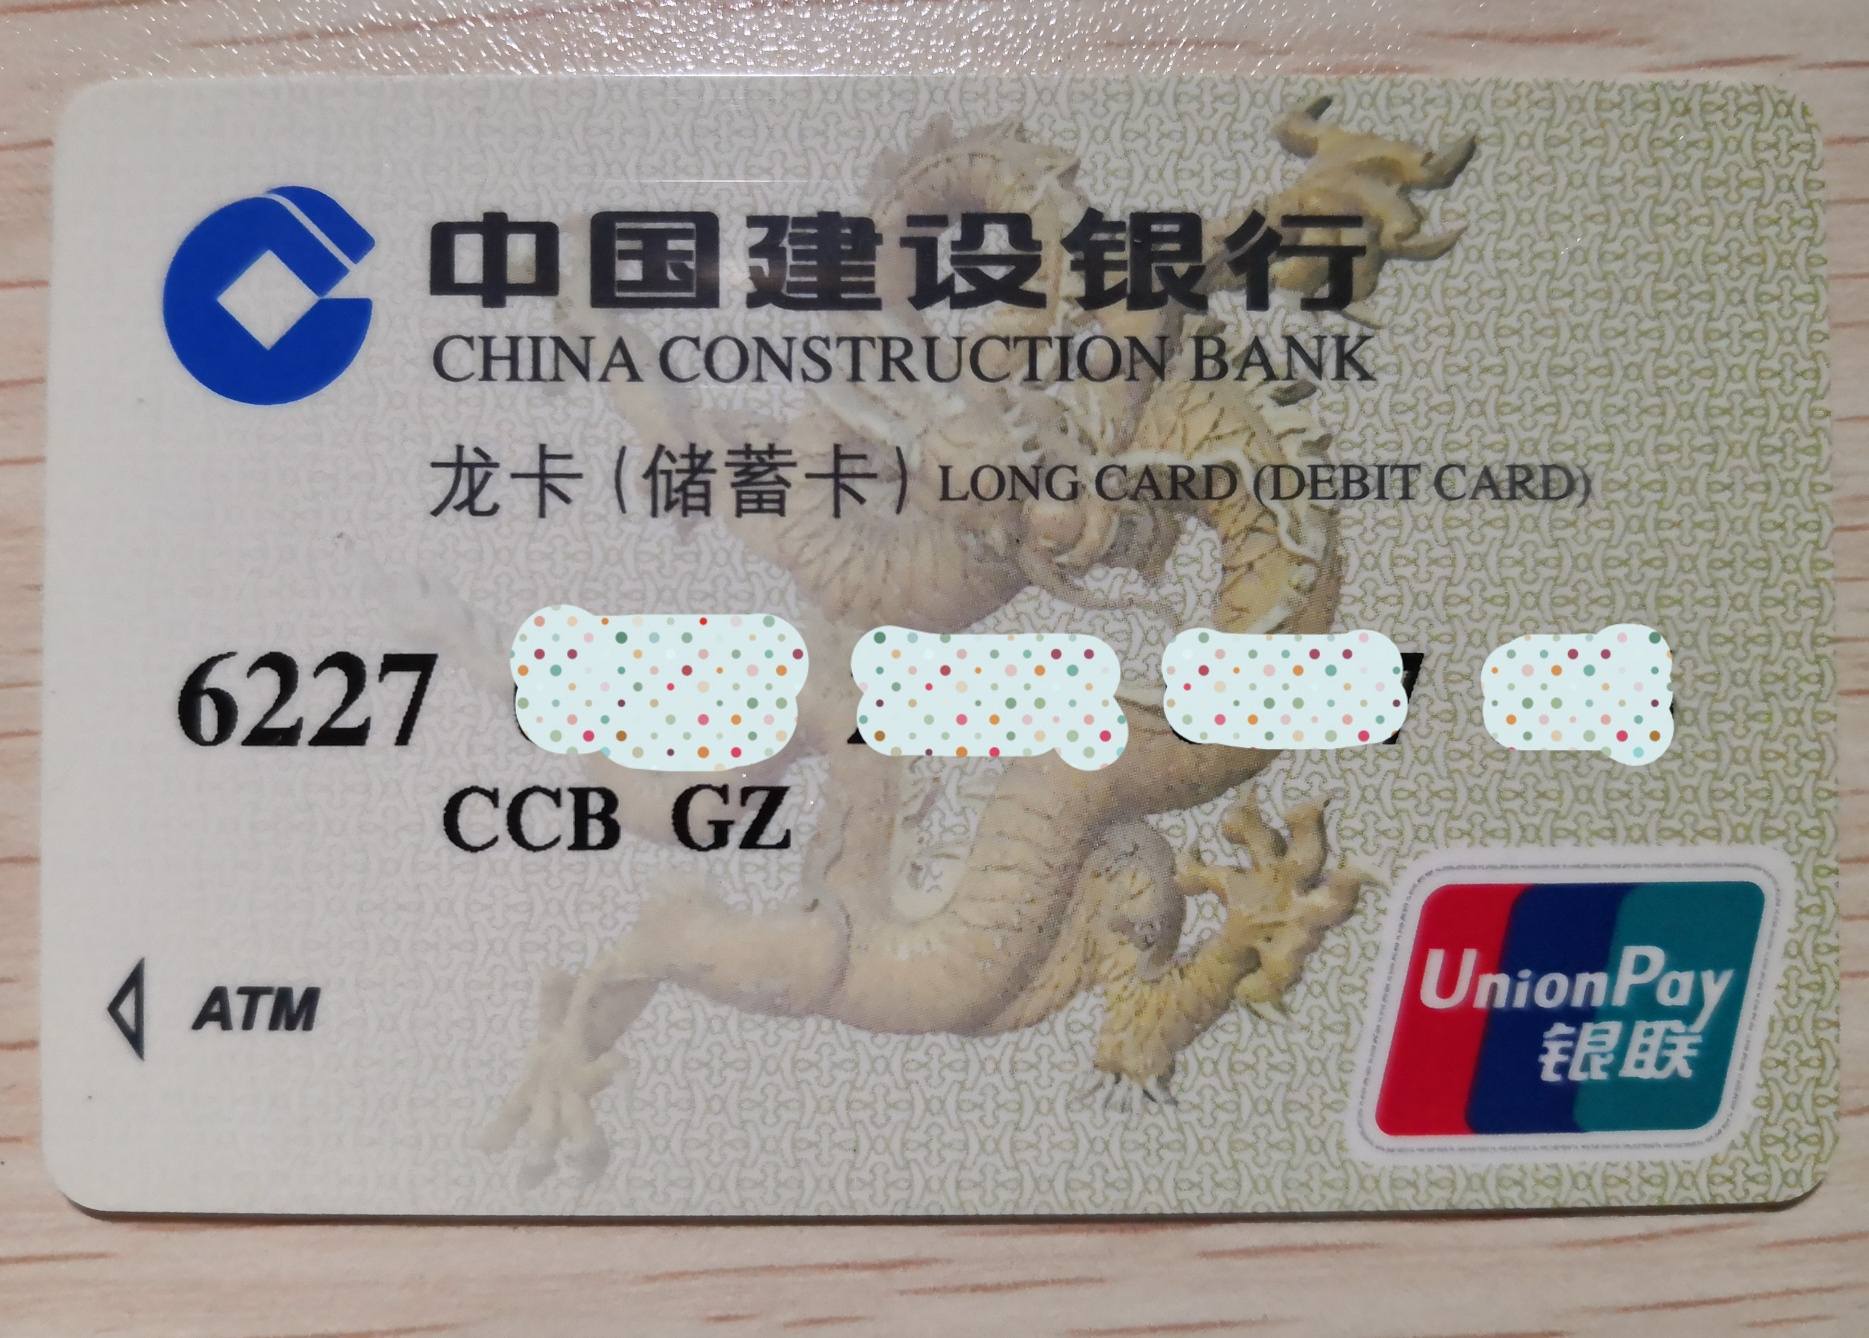 中国建设银行
CHINA CONSTRUCTION BANK
龙卡(储蓄卡) LONG CARD (DEBIT CARD)
6227
CCB GZ
ATM
UnionPay
银联